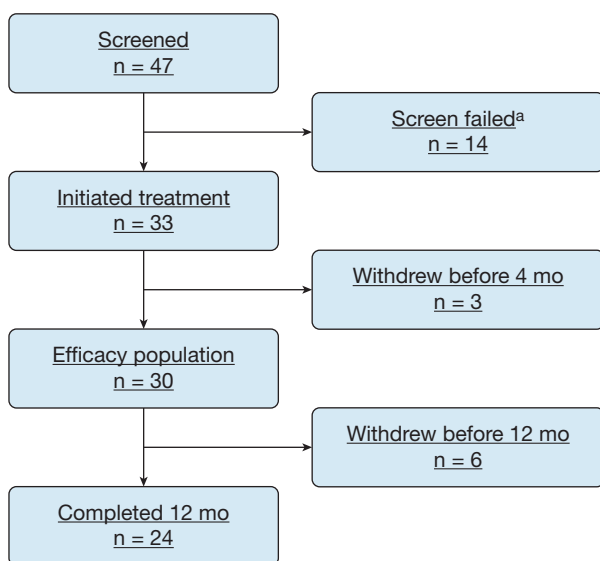 Screened
n = 47
Screen failedᵃ
n = 14
Initiated treatment
n = 33
Withdrew before 4 mo
n = 3
Efficacy population
n = 30
Withdrew before 12 mo
n = 6
Completed 12 mo
n = 24